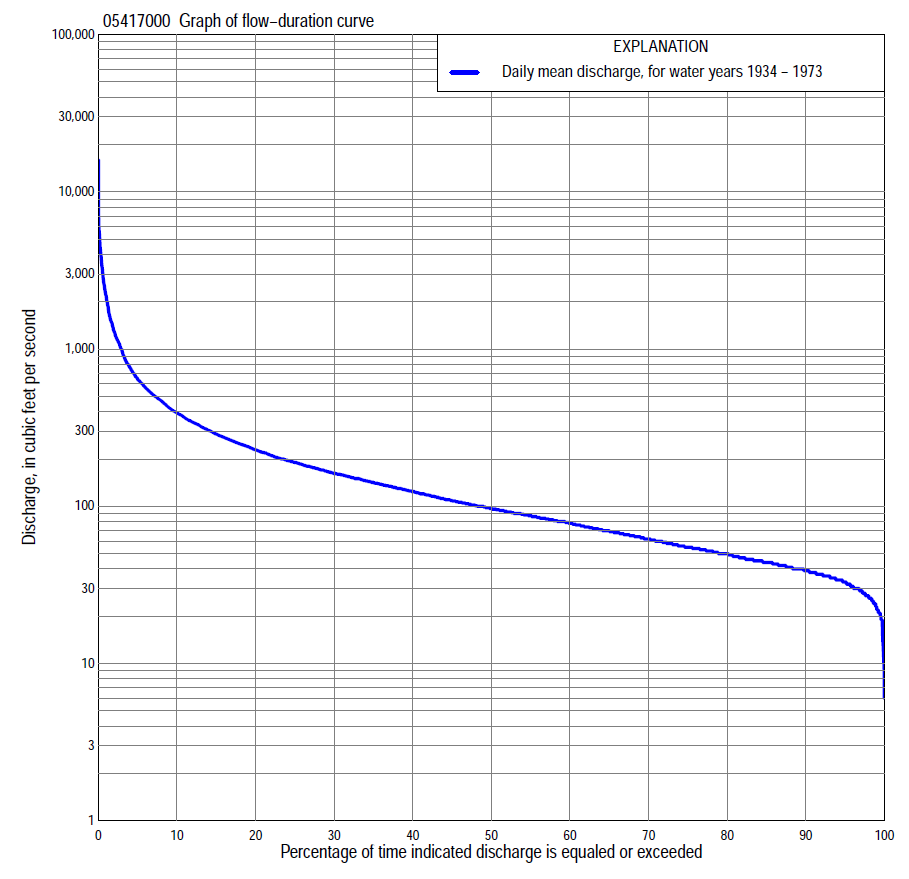 05417000 Graph of flow−duration curve
EXPLANATION
Daily mean discharge, for water years 1934 − 1973
Discharge, in cubic feet per second
100,000
30,000
10,000
3,000
1,000
300
100
30
10
3
1
0 10 20 30 40 50 60 70 80 90 100
Percentage of time indicated discharge is equaled or exceeded